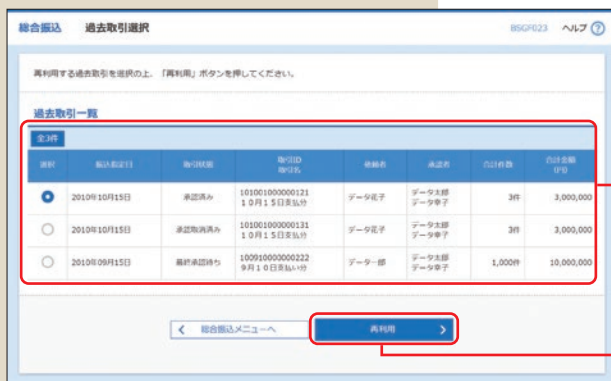 総合振込 過去取引選択 BSGF023 ヘルプ ?
再利用する過去取引を選択の上、「再利用」ボタンを押してください。
過去取引一覧
全3件
選択 振込指定日 取引状態 取引ID 取引名 依頼者 承認者 合計件数 合計金額 (円)
2010年10月15日 承認済み 101001000000121 データ花子 データ太郎 3件 3,000,000
10月15日支払分 データ幸子
2010年10月15日 承認取消済み 101001000000131 データ花子 データ太郎 3件 3,000,000
10月15日支払分 データ幸子
2010年09月15日 最終承認待ち 100910000000222 データ一郎 データ太郎 1,000件 10,000,000
9月10日支払い分 データ幸子
総合振込メニューへ 再利用